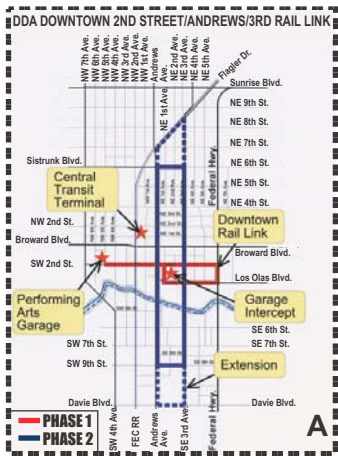 DDA DOWNTOWN 2ND STREET/ANDREWS/3RD RAIL LINK
NW 7th Ave.
NW 6th Ave.
NW 5th Ave.
NW 4th Ave.
NW 3rd Ave.
NW 2nd Ave.
NW 1st Ave.
Andrews
NE 1st Ave.
NE 2nd Ave.
NE 3rd Ave.
NE 4th Ave.
NE 5th Ave.
Flagler Dr.
Sunrise Blvd.
NE 9th St.
NE 8th St.
NE 7th St.
Sistrunk Blvd.
NE 6th St.
Central
Transit
Terminal
NE 5th St.
NE 4th St.
Federal Hwy.
NW 2nd St.
Downtown
Rail Link
Broward Blvd.
Broward Blvd.
SW 2nd St.
Los Olas Blvd.
Performing
Arts
Garage
Garage
Intercept
SE 6th St.
SW 7th St.
SE 7th St.
SW 9th St.
Extension
Davie Blvd.
Davie Blvd.
PHASE 1
PHASE 2
SW 4th Ave.
FEC RR
Andrews
Ave.
SE 3rd Ave.
Federal Hwy.
A